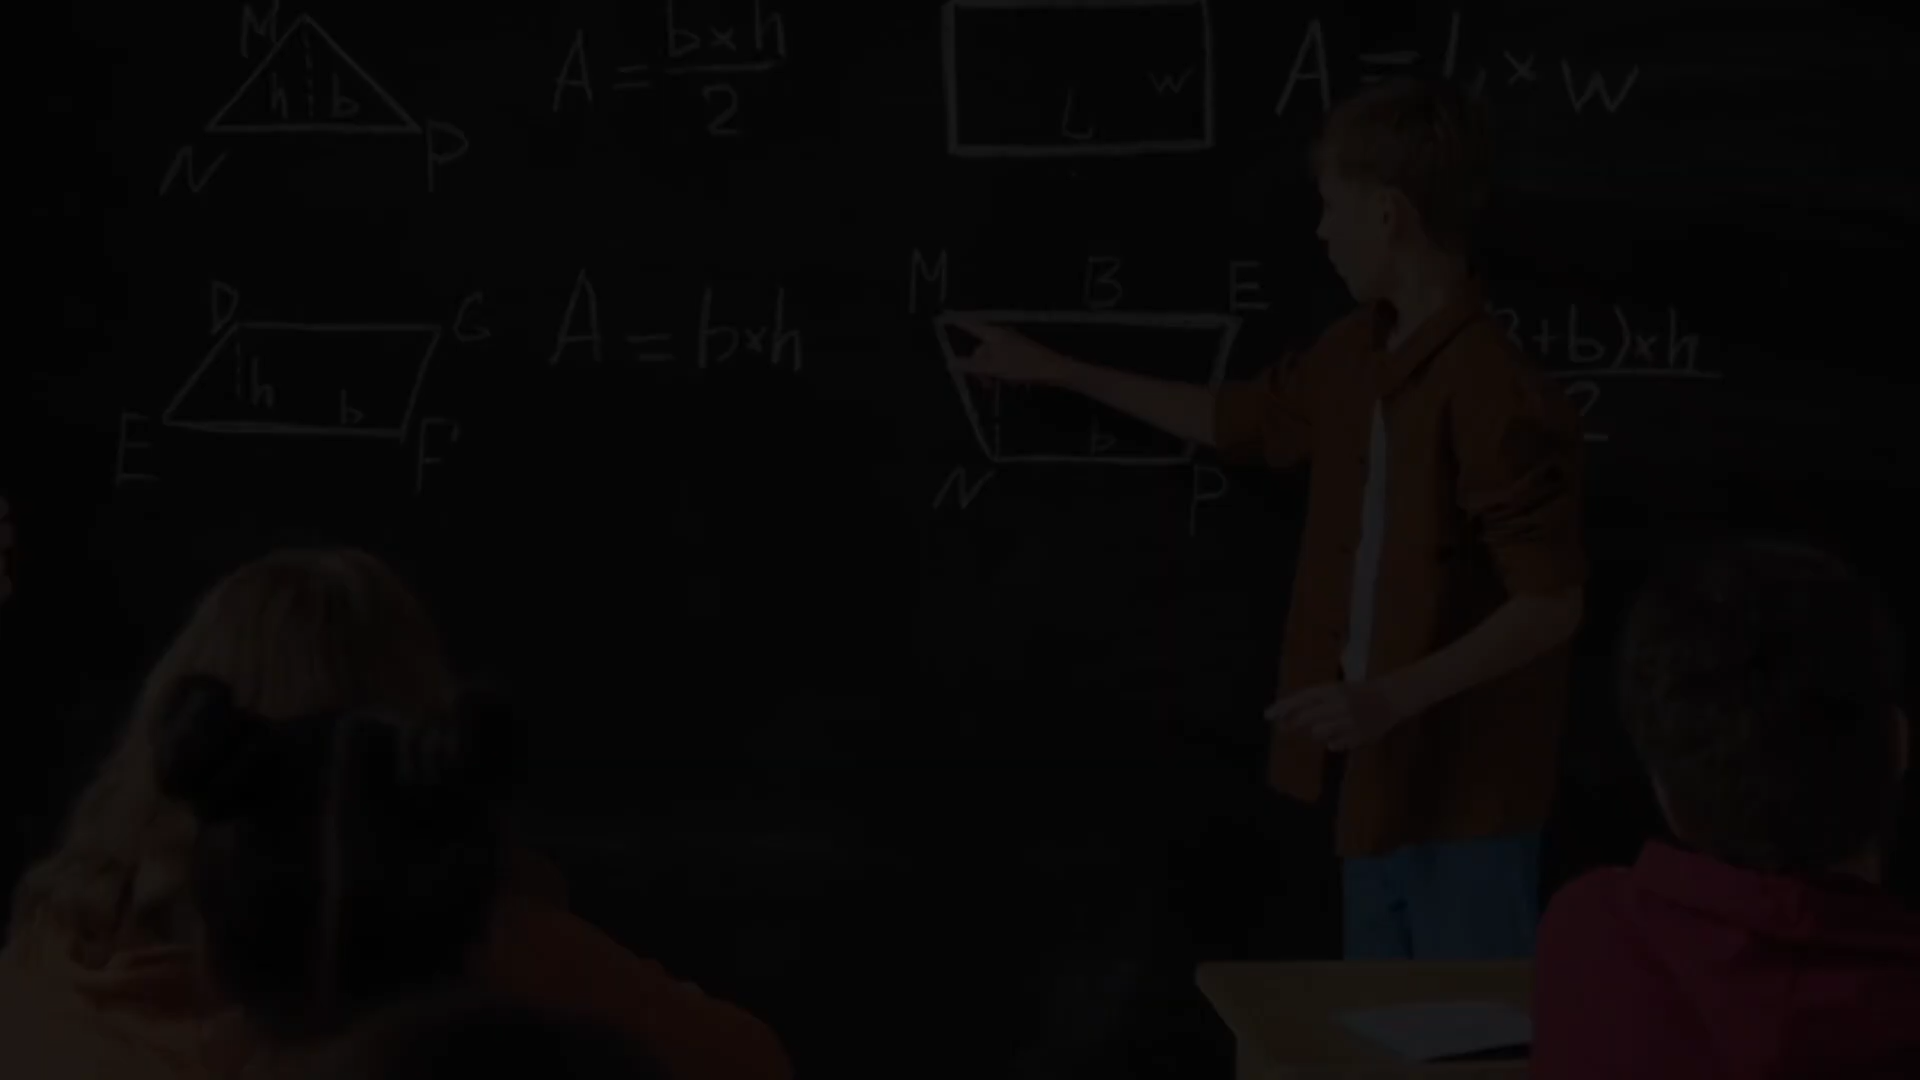 M
h b
N P
A = b×h / 2
W
L
A = L × W
D G
h
b
E F
A = b×h
M B E
b
N P
+b)×h
2